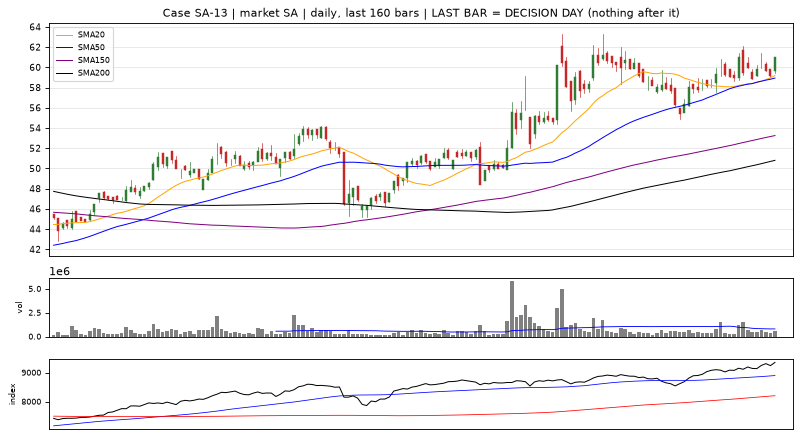 Case SA-13 | market SA | daily, last 160 bars | LAST BAR = DECISION DAY (nothing after it)
64
62
60
58
56
54
52
50
48
46
44
42
SMA20
SMA50
SMA150
SMA200
1e6
5.0
2.5
0.0
vol
9000
8000
index